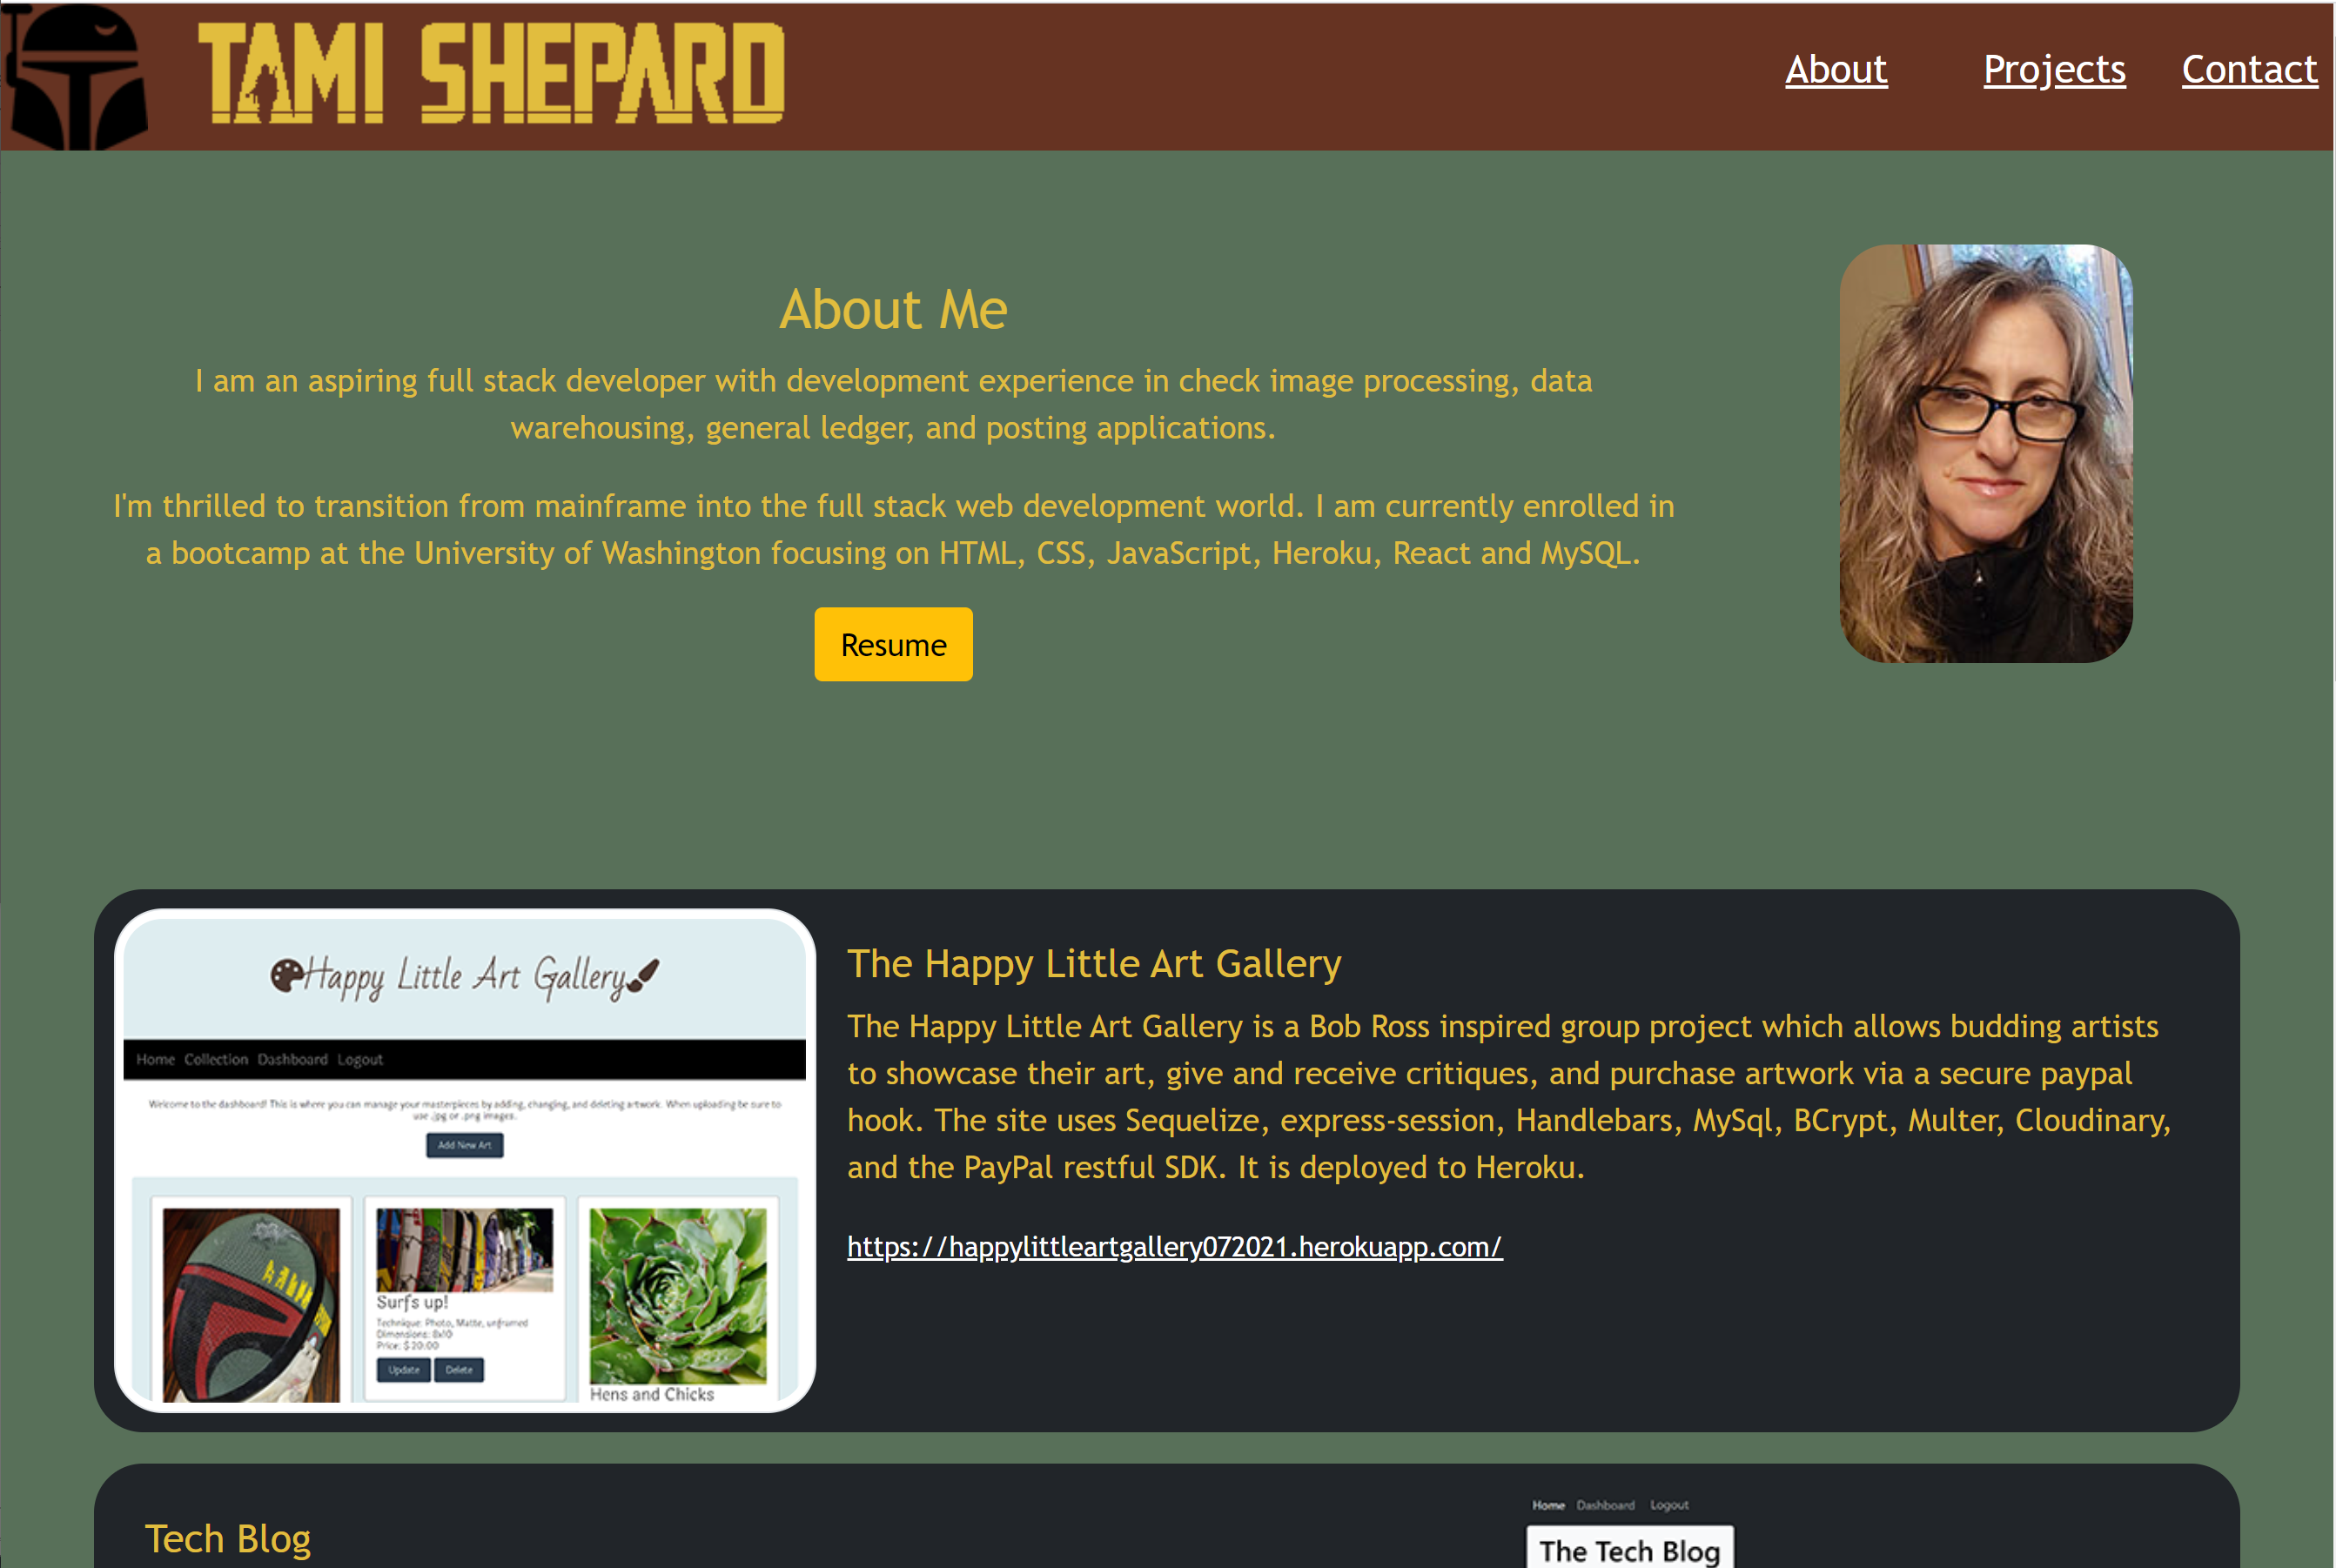 TAMI SHEPARD
About Projects Contact
About Me
I am an aspiring full stack developer with development experience in check image processing, data
warehousing, general ledger, and posting applications.
I'm thrilled to transition from mainframe into the full stack web development world. I am currently enrolled in
a bootcamp at the University of Washington focusing on HTML, CSS, JavaScript, Heroku, React and MySQL.
Resume
Happy Little Art Gallery
Home Collection Dashboard Logout
Welcome to the dashboard! This is where you can manage your masterpieces by adding, changing, and deleting artwork. When uploading be sure to
use .jpg or .png images.
Add New Art
Surfs up!
Technique: Photo, Matte, unframed
Dimensions: 8x10
Price: $20.00
Update Delete
Hens and Chicks
The Happy Little Art Gallery
The Happy Little Art Gallery is a Bob Ross inspired group project which allows budding artists
to showcase their art, give and receive critiques, and purchase artwork via a secure paypal
hook. The site uses Sequelize, express-session, Handlebars, MySql, BCrypt, Multer, Cloudinary,
and the PayPal restful SDK. It is deployed to Heroku.
https://happylittleartgallery072021.herokuapp.com/
Tech Blog
Home Dashboard Logout
The Tech Blog